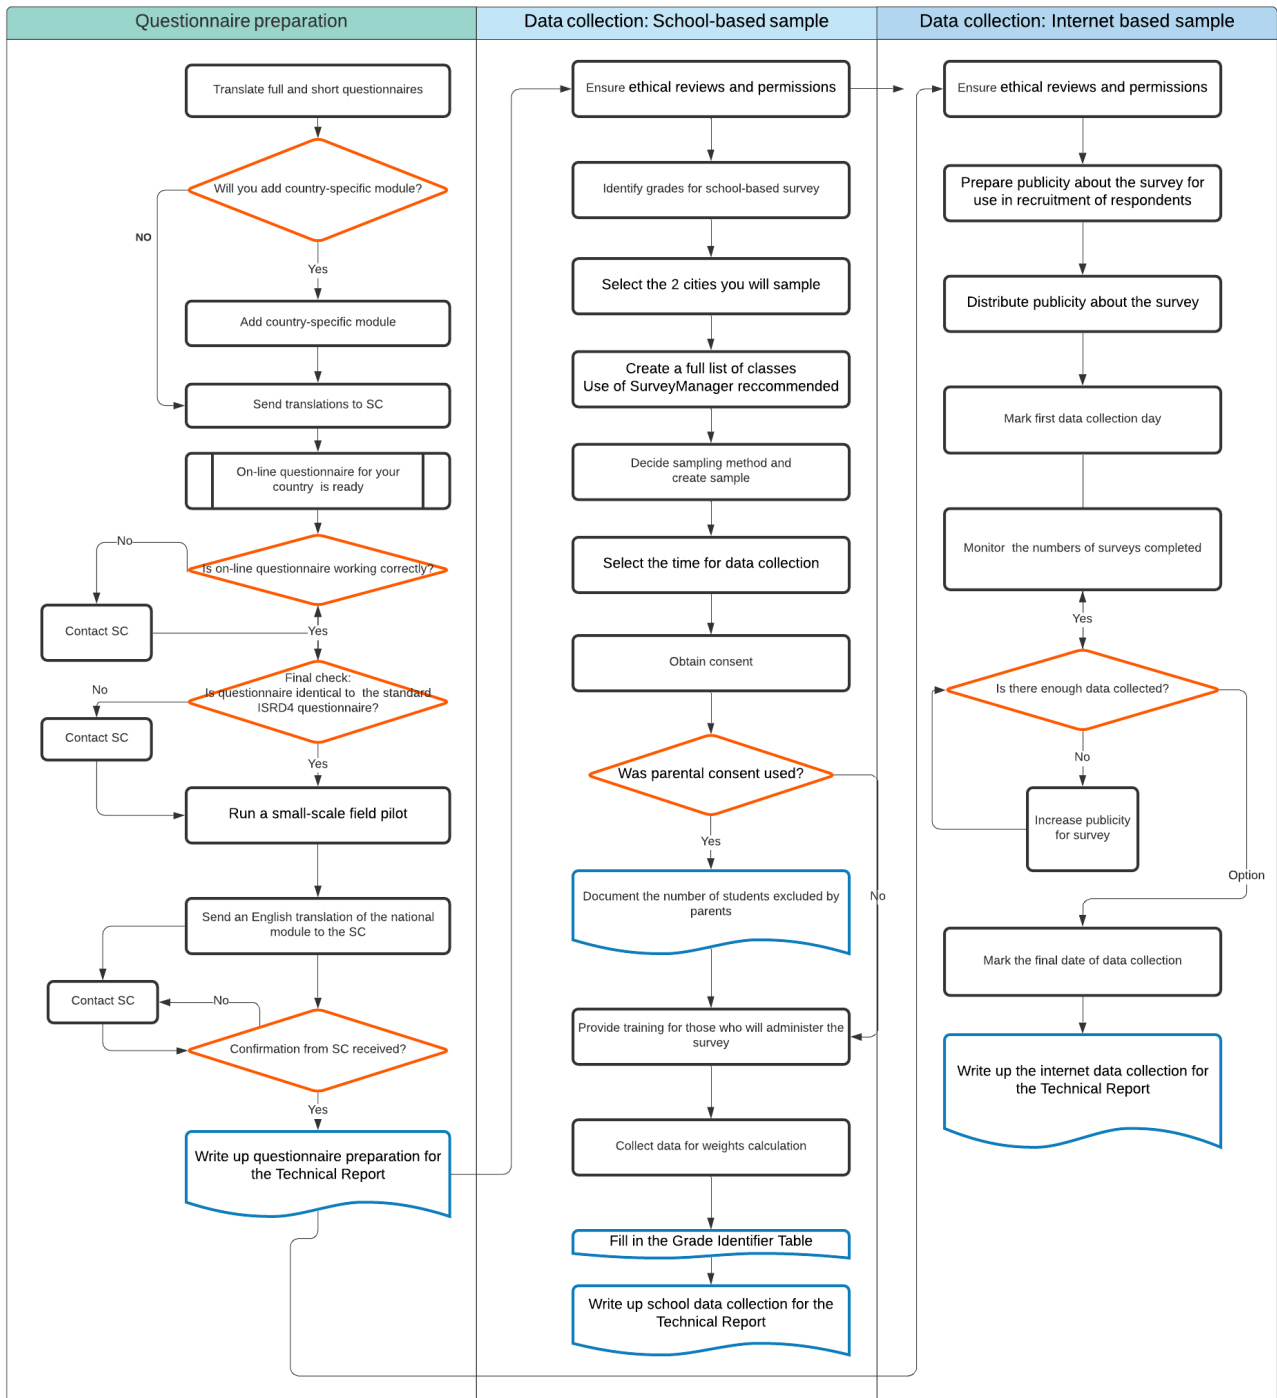 Questionnaire preparation
Translate full and short questionnaires
Will you add country-specific module?
NO
Yes
Add country-specific module
Send translations to SC
On-line questionnaire for your
country is ready
No
Is on-line questionnaire working correctly?
Contact SC
Yes
Final check:
Is questionnaire identical to the standard
ISRD4 questionnaire?
No
Contact SC
Yes
Run a small-scale field pilot
Send an English translation of the national
module to the SC
Contact SC
No
Confirmation from SC received?
Yes
Write up questionnaire preparation for
the Technical Report
Data collection: School-based sample
Ensure ethical reviews and permissions
Identify grades for school-based survey
Select the 2 cities you will sample
Create a full list of classes
Use of SurveyManager reccommended
Decide sampling method and
create sample
Select the time for data collection
Obtain consent
Was parental consent used?
Yes
No
Document the number of students excluded by
parents
Provide training for those who will administer the
survey
Collect data for weights calculation
Fill in the Grade Identifier Table
Write up school data collection for the
Technical Report
Data collection: Internet based sample
Ensure ethical reviews and permissions
Prepare publicity about the survey for
use in recruitment of respondents
Distribute publicity about the survey
Mark first data collection day
Monitor the numbers of surveys completed
Yes
Is there enough data collected?
No
Increase publicity
for survey
Option
Mark the final date of data collection
Write up the internet data collection for
the Technical Report